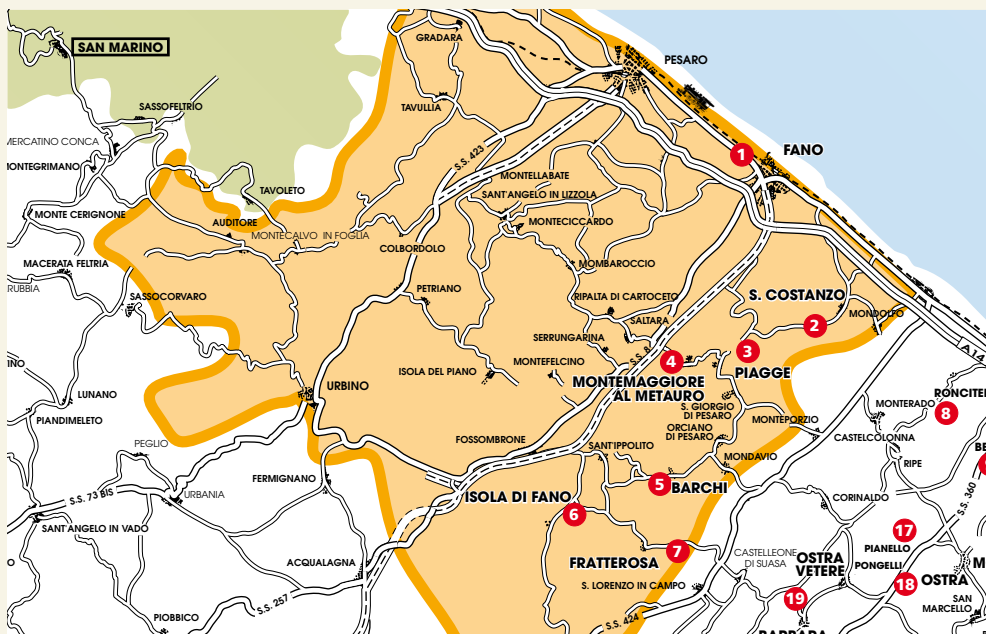 GRADARA
SAN MARINO
PESARO
TAVULLIA
SASSOFELTRIO
MERCATINO CONCA
S.S. 423
1
FANO
MONTEGRIMANO
MONTELLABATE
TAVOLETO
SANT'ANGELO IN LIZZOLA
MONTE CERIGNONE
AUDITORE
MONTECICCARDO
MONTECALVO IN FOGLIA
COLBORDOLO
MACERATA FELTRIA
MOMBAROCCIO
PETRIANO
S. COSTANZO
SASSOCORVARO
RIPALTA DI CARTOCETO
MONDOLFO
SALTARA
2
SERRUNGARINA
S.S. 8
3
A14
4
MONTEFELCINO
PIAGGE
ISOLA DEL PIANO
MONTEMAGGIORE
AL METAURO
URBINO
LUNANO
RONCITEL
PIANDIMELETO
S. GIORGIO
DI PESARO
MONTERADO
8
MONTEPORZIO
ORCIANO
DI PESARO
CASTELCOLONNA
PEGLIO
FOSSOMBRONE
SANT'IPPOLITO
MONDAVIO
RIPE
FERMIGNANO
5
BARCHI
S.S. 73 BIS
URBANIA
ISOLA DI FANO
CORINALDO
S.S. 360
6
SANT'ANGELO IN VADO
17
PIANELLO
7
CASTELLEONE
DI SUASA
FRATTEROSA
OSTRA
VETERE
PONGELLI
ACQUALAGNA
S. LORENZO IN CAMPO
18
OSTRA
19
S.S. 257
SAN
MARCELLO
PIOBBICO
S.S. 424
BARBARA